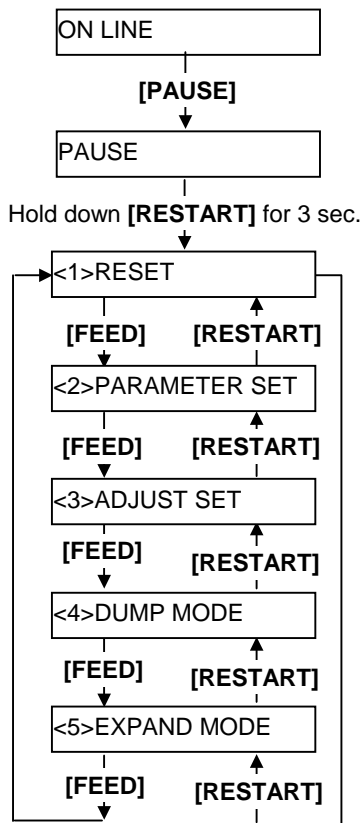 ON LINE
[PAUSE]
PAUSE
Hold down [RESTART] for 3 sec.
<1>RESET
[FEED] [RESTART]
<2>PARAMETER SET
[FEED] [RESTART]
<3>ADJUST SET
[FEED] [RESTART]
<4>DUMP MODE
[FEED] [RESTART]
<5>EXPAND MODE
[FEED] [RESTART]